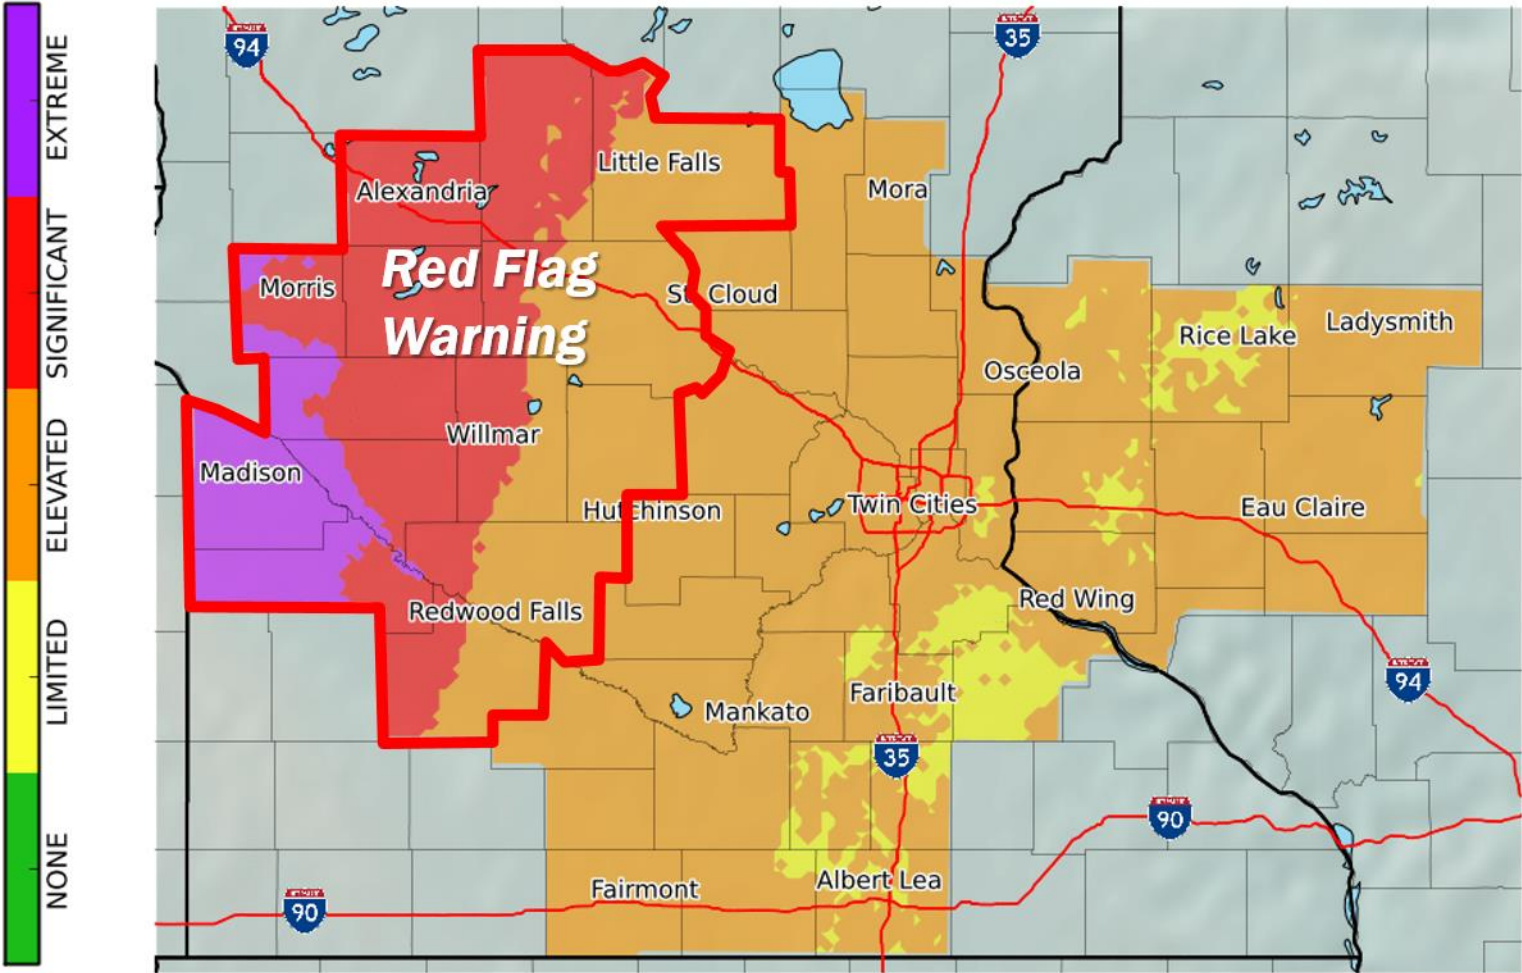 EXTREME
SIGNIFICANT
ELEVATED
LIMITED
NONE
94
35
Little Falls
Mora
Alexandria
Red Flag
Warning
Morris
St. Cloud
Rice Lake
Ladysmith
Osceola
Willmar
Madison
Hutchinson
Twin Cities
Eau Claire
Redwood Falls
Red Wing
94
Faribault
Mankato
35
90
Albert Lea
Fairmont
90